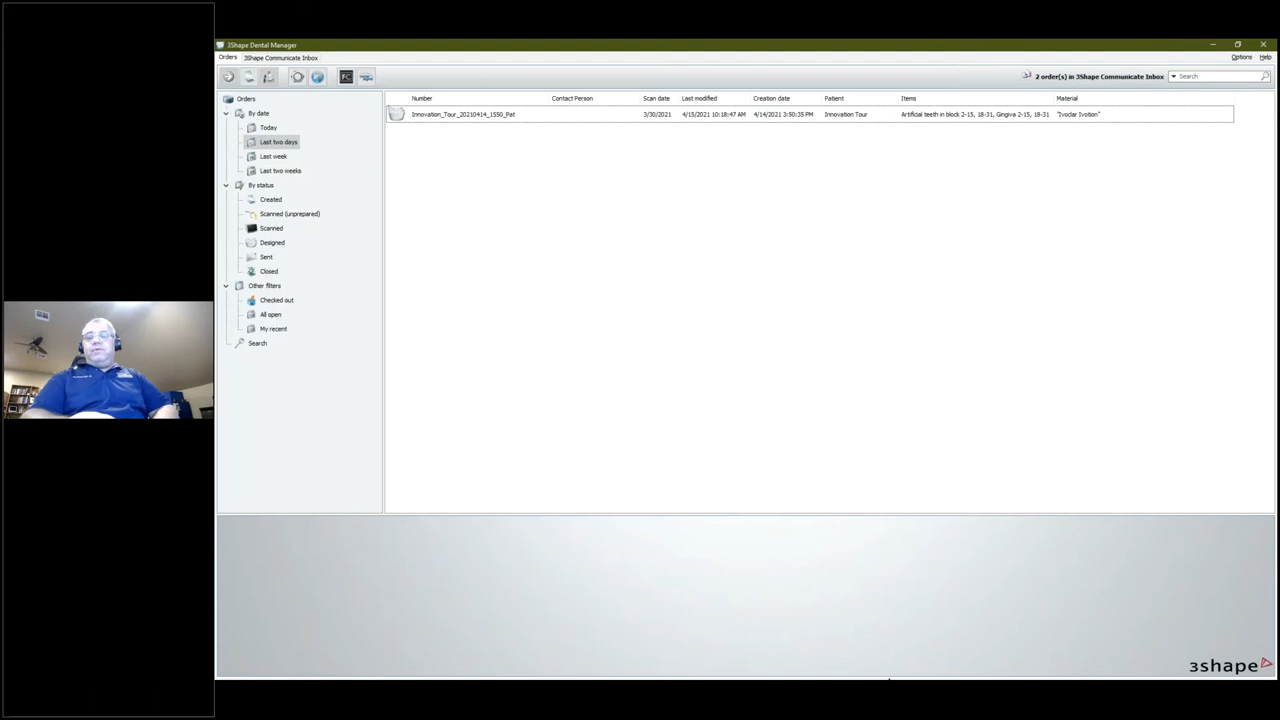 3Shape Dental Manager
Orders 3Shape Communicate Inbox Options Help
FC 2 order(s) in 3Shape Communicate Inbox Search
Orders
By date
Today
Last two days
Last week
Last two weeks
By status
Created
Scanned (unprepared)
Scanned
Designed
Sent
Closed
Other filters
Checked out
All open
My recent
Search
Number Contact Person Scan date Last modified Creation date Patient Items Material
Innovation_Tour_20210414_1550_Pat 3/30/2021 4/15/2021 10:18:47 AM 4/14/2021 3:50:35 PM Innovation Tour Artificial teeth in block 2-15, 18-31, Gingiva 2-15, 18-31 "Ivoclar Ivotion"
3shape